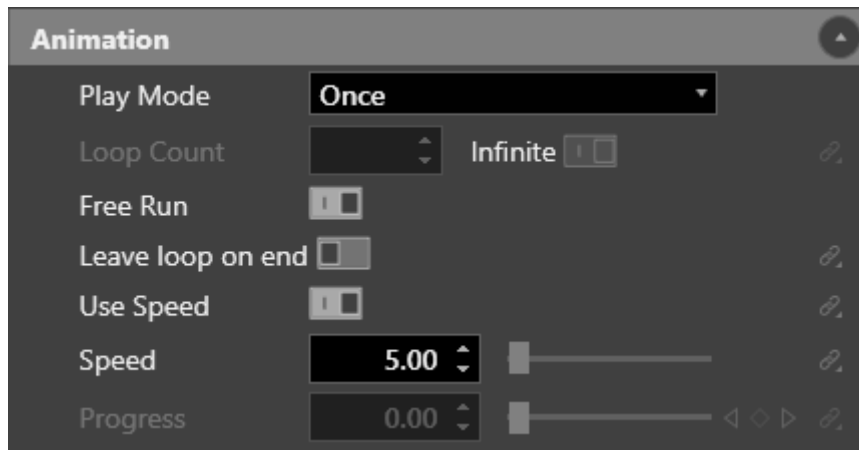 Animation
Play Mode Once
Loop Count Infinite
Free Run
Leave loop on end
Use Speed
Speed 5.00
Progress 0.00